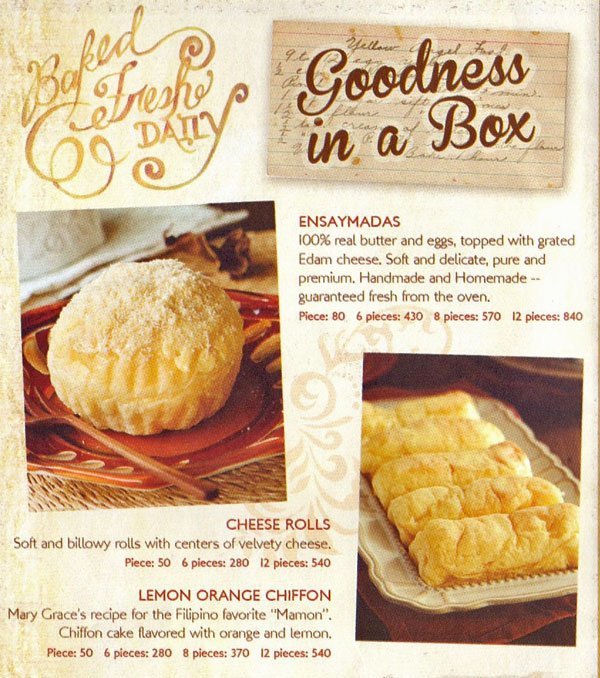 Baked
Fresh
DAILY
Goodness
in a Box
Yellow Angel Food
ENSAYMADAS
100% real butter and eggs, topped with grated
Edam cheese. Soft and delicate, pure and
premium. Handmade and Homemade --
guaranteed fresh from the oven.
Piece: 80 6 pieces: 430 8 pieces: 570 12 pieces: 840
CHEESE ROLLS
Soft and billowy rolls with centers of velvety cheese.
Piece: 50 6 pieces: 280 12 pieces: 540
LEMON ORANGE CHIFFON
Mary Grace's recipe for the Filipino favorite "Mamon".
Chiffon cake flavored with orange and lemon.
Piece: 50 6 pieces: 280 8 pieces: 370 12 pieces: 540